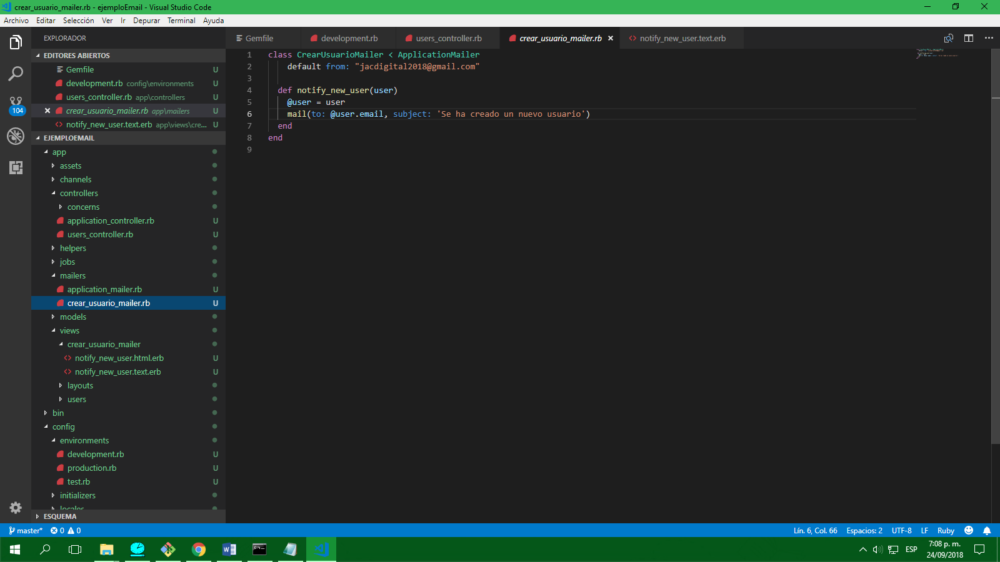 crear_usuario_mailer.rb - ejemploEmail - Visual Studio Code
Archivo Editar Selección Ver Ir Depurar Terminal Ayuda
EXPLORADOR
EDITORES ABIERTOS
Gemfile U
development.rb config\environments U
users_controller.rb app\controllers U
crear_usuario_mailer.rb app\mailers U
notify_new_user.text.erb app\views\cre... U
EJEMPLOEMAIL
app
assets
channels
controllers
concerns
application_controller.rb U
users_controller.rb U
helpers
jobs
mailers
application_mailer.rb U
crear_usuario_mailer.rb U
models
views
crear_usuario_mailer
notify_new_user.html.erb U
notify_new_user.text.erb U
layouts
users
bin
config
environments
development.rb U
production.rb U
test.rb U
initializers
locales
ESQUEMA
104
Gemfile development.rb users_controller.rb crear_usuario_mailer.rb notify_new_user.text.erb
1 class CrearUsuarioMailer < ApplicationMailer
2 default from: "jacdigital2018@gmail.com"
3
4 def notify_new_user(user)
5 @user = user
6 mail(to: @user.email, subject: 'Se ha creado un nuevo usuario')
7 end
8 end
9
master* 0 0 Lín. 6, Col. 66 Espacios: 2 UTF-8 LF Ruby
ESP
7:08 p. m.
24/09/2018